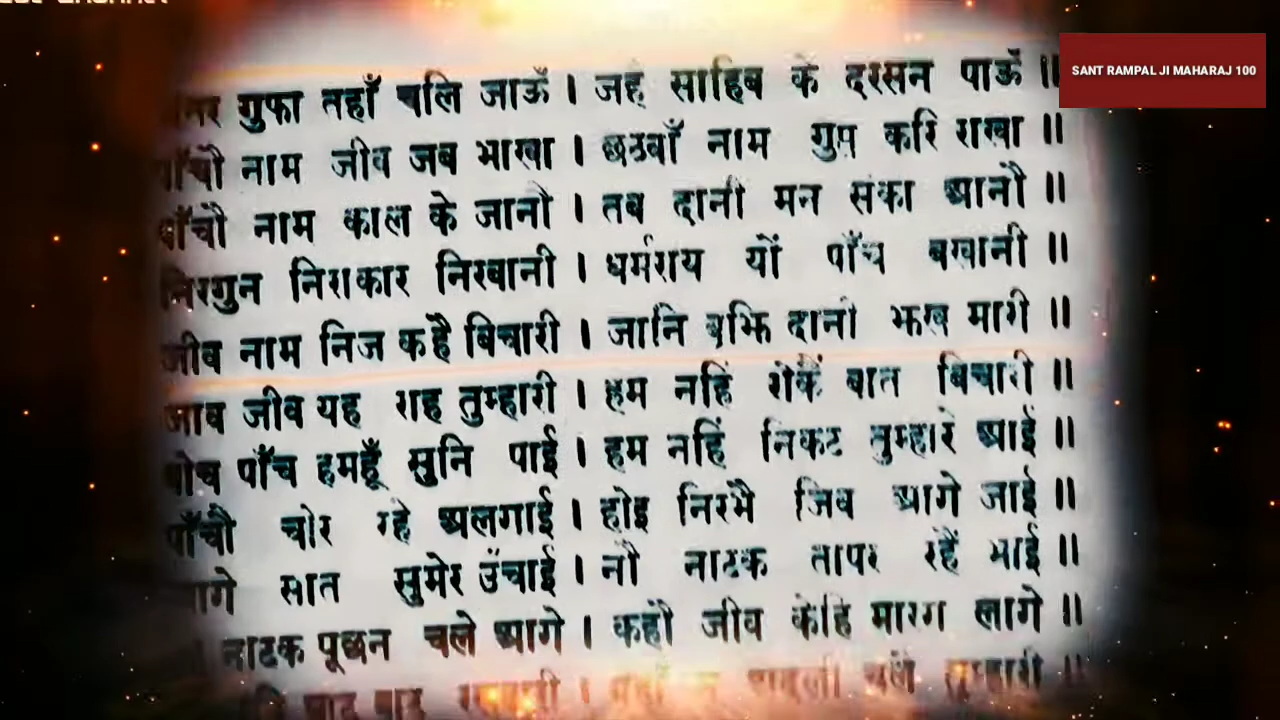 SANT RAMPAL JI MAHARAJ 100
गुफा तहाँ चलि जाऊँ । जहँ साहिब के दरसन पाऊँ ॥
पाँचौ नाम जीव जब भाखा । छठवाँ नाम गुप्त करि राखा ॥
पाँचौ नाम काल के जानौ । तब दानी मन संका आनौ ॥
निरगुन निराकार निरबानी । धर्मराय यों पाँच बखानी ॥
जीव नाम निज कहै बिचारी । जानि बूझि दानी झख मारी ॥
जाव जीव यह राह तुम्हारी । हम नहिं रोकैं बात बिचारी ॥
पाँच हमहूँ सुनि पाई । हम नहिं निकट तुम्हारे आई ॥
पाँचौ चोर रहे अलगाई । होइ निरभै जिव आगे जाई ॥
सात सुमेर उँचाई । नौ नाटक तापर रहैं भाई ॥
नाटक पूछन चले आगे । कहौ जीव केहि मारग लागे ॥
तुम्हारी ॥